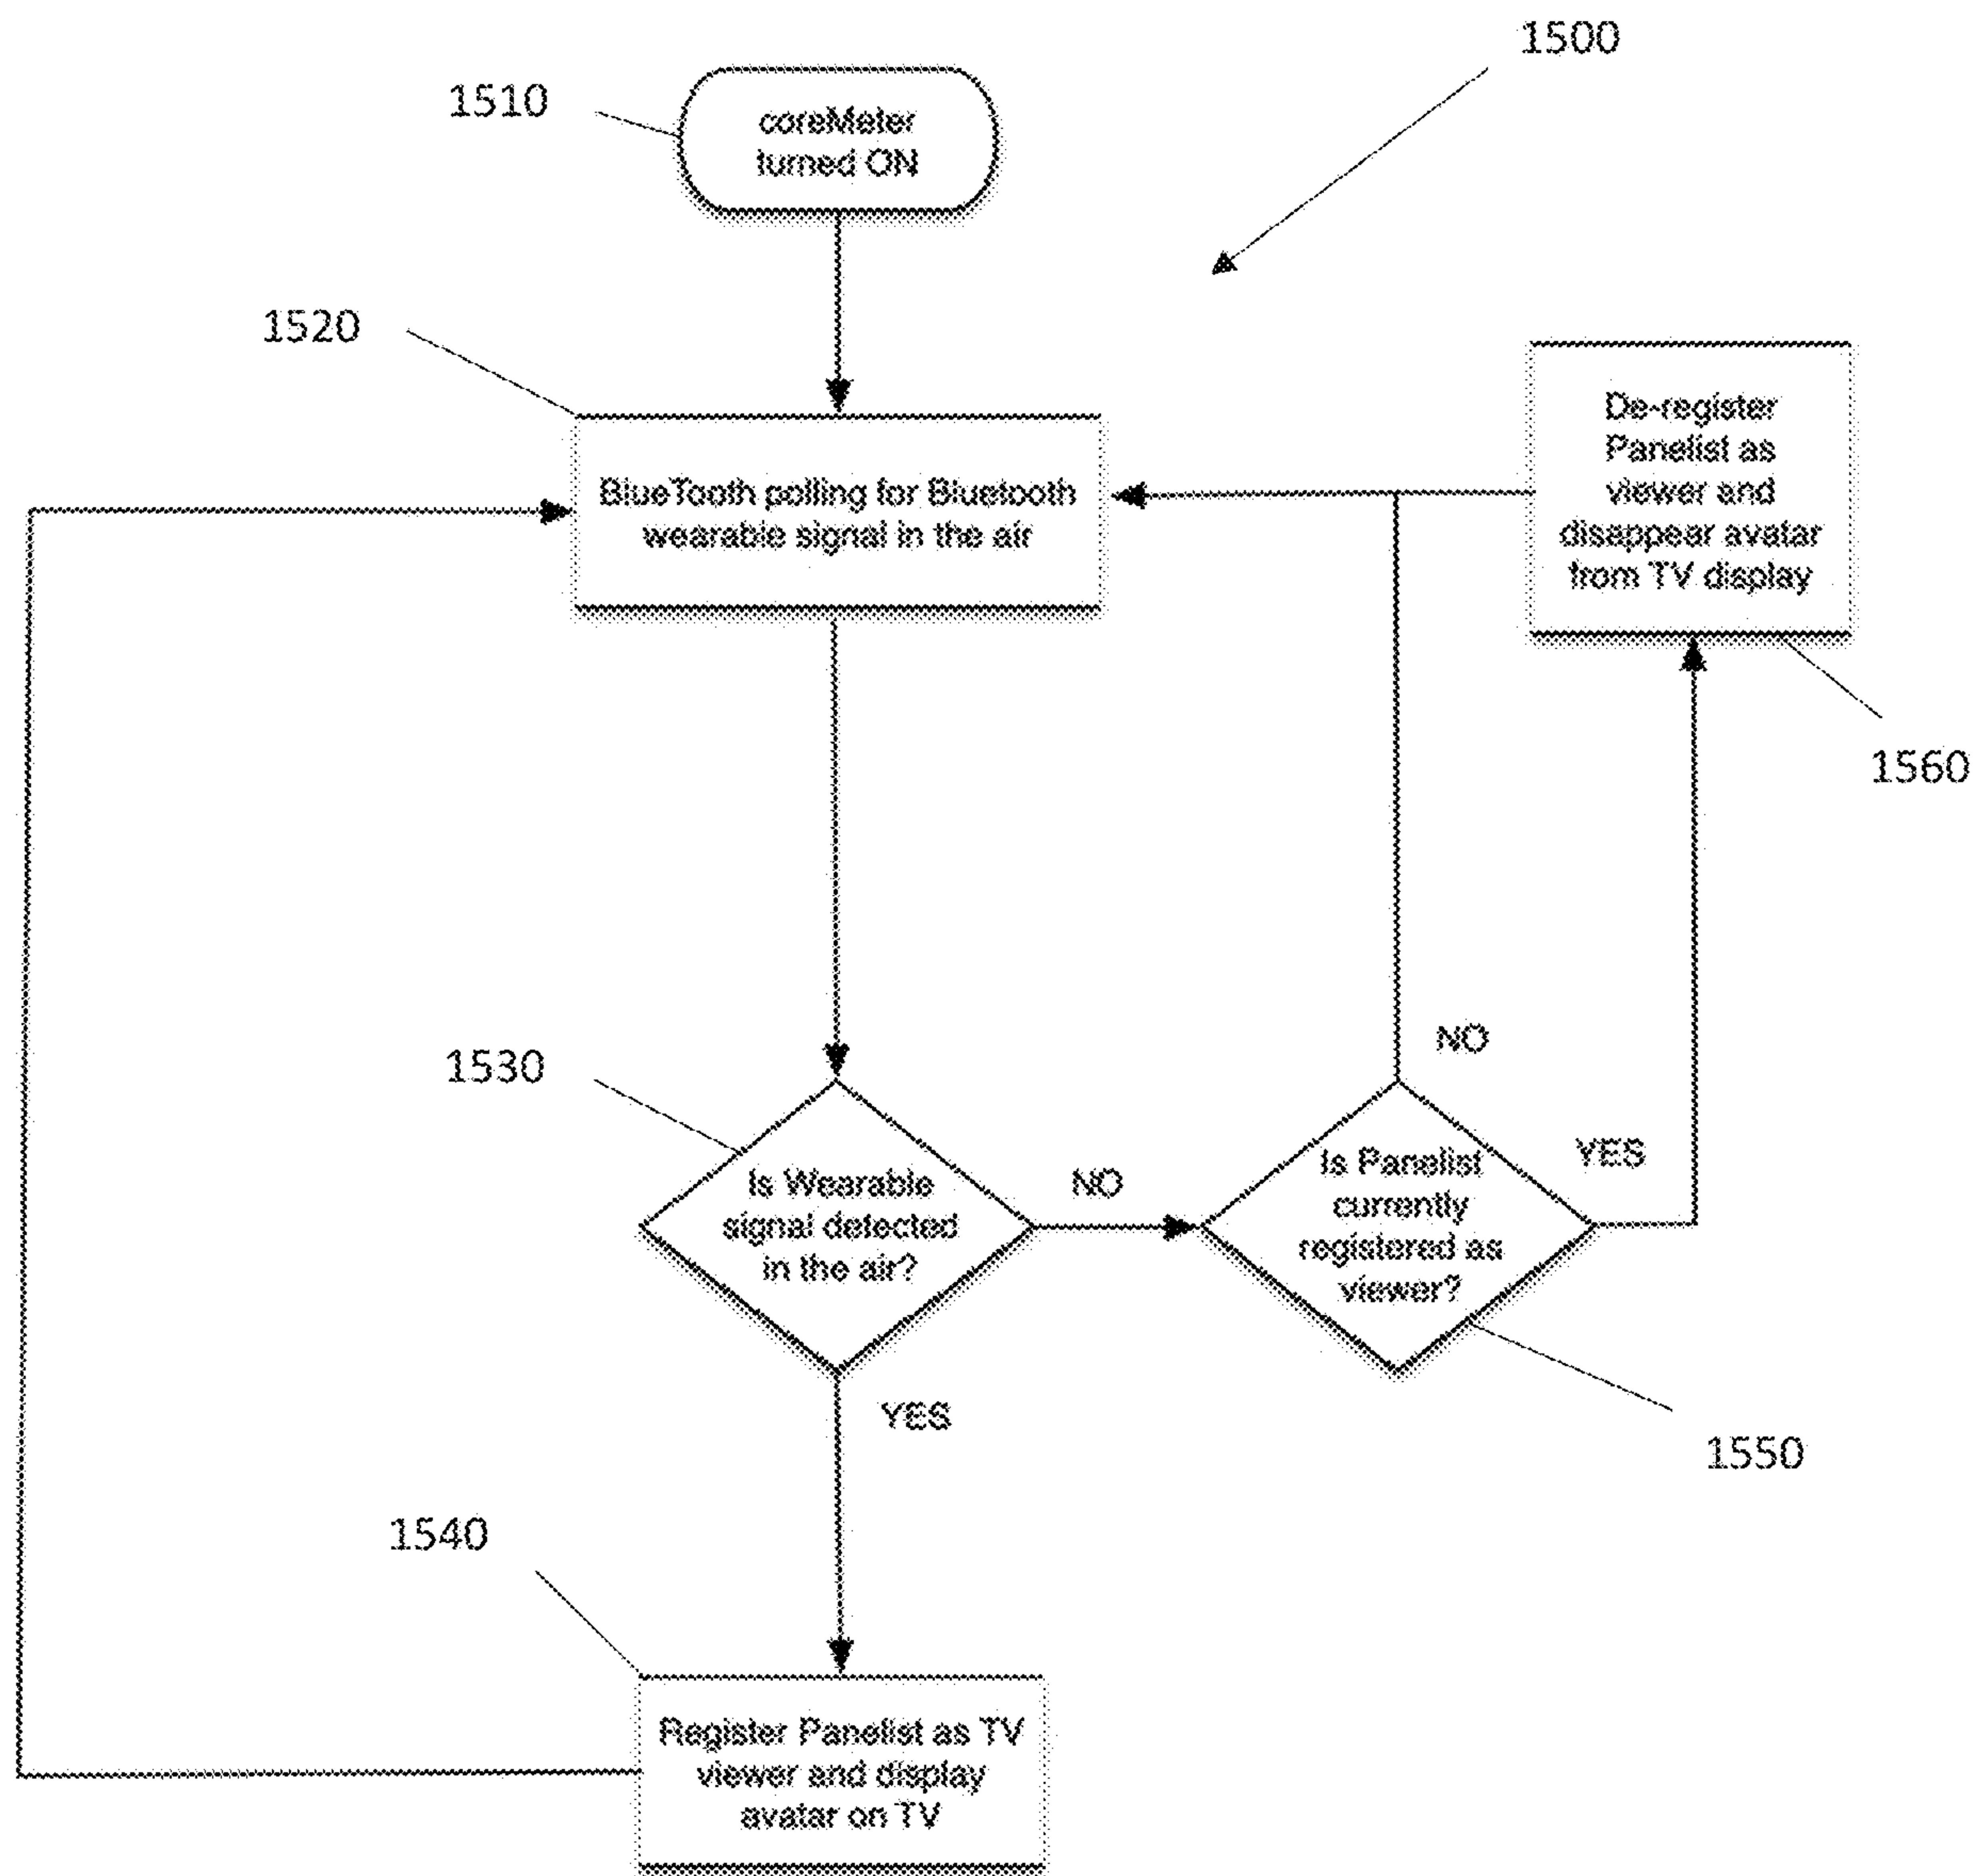 1500
1510
coreMeter
turned ON
1520
BlueTooth polling for Bluetooth
wearable signal in the air
De-register
Panelist as
viewer and
disappear avatar
from TV display
1560
1530
Is Wearable
signal detected
in the air?
NO
NO
YES
Is Panelist
currently
registered as
viewer?
1550
YES
1540
Register Panelist as TV
viewer and display
avatar on TV